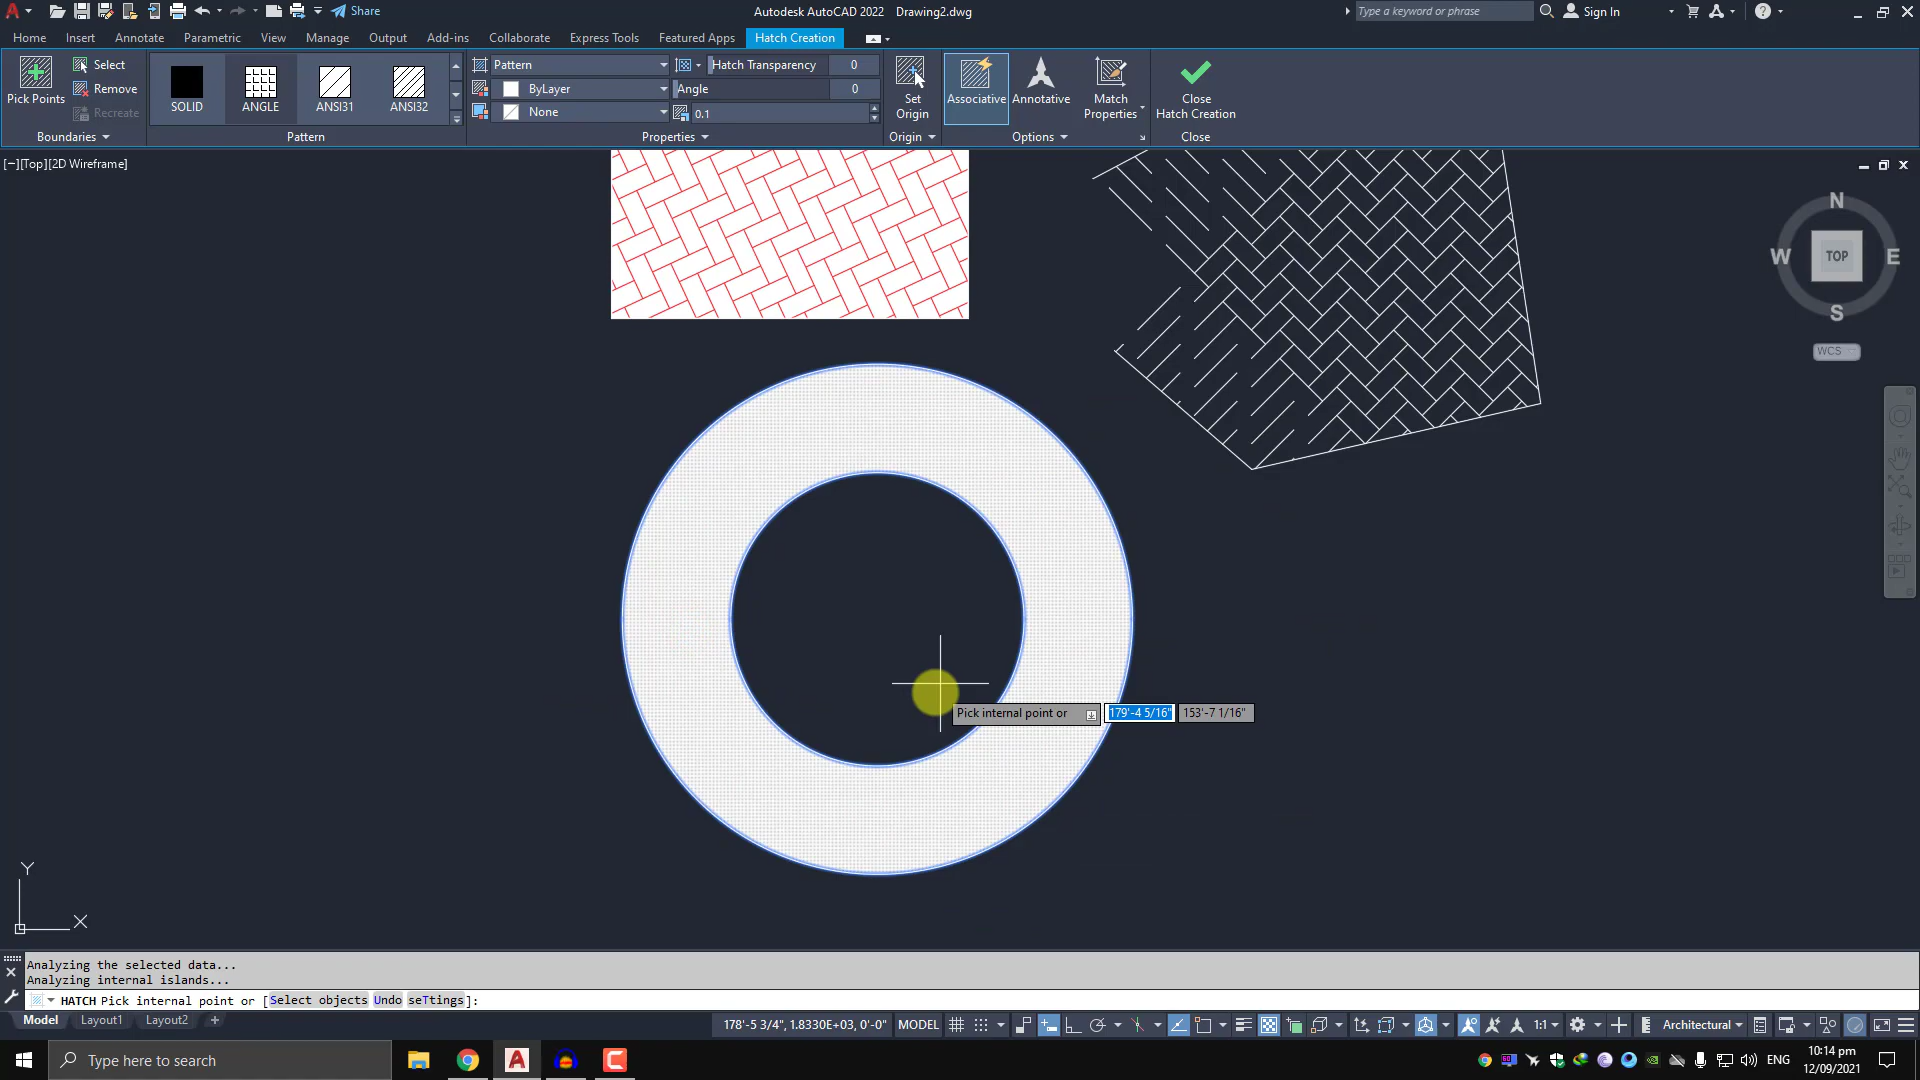 Share
Autodesk AutoCAD 2022 Drawing2.dwg
Type a keyword or phrase
Sign In
Home Insert Annotate Parametric View Manage Output Add-ins Collaborate Express Tools Featured Apps Hatch Creation
Pick Points
Select
Remove
Recreate
Boundaries
SOLID
ANGLE
ANSI31
ANSI32
Pattern
Pattern
ByLayer
None
Hatch Transparency 0
Angle 0
0.1
Properties
Set
Origin
Origin
Associative
Annotative
Match
Properties
Options
Close
Hatch Creation
Close
[−][Top][2D Wireframe]
N
W
TOP
E
S
WCS
Pick internal point or 179'-4 5/16" 153'-7 1/16"
Y
X
Analyzing the selected data...
Analyzing internal islands...
HATCH Pick internal point or [Select objects Undo seTtings]:
Model Layout1 Layout2 +
178'-5 3/4", 1.8330E+03, 0'-0" MODEL 1:1 Architectural
Type here to search
ENG
10:14 pm
12/09/2021